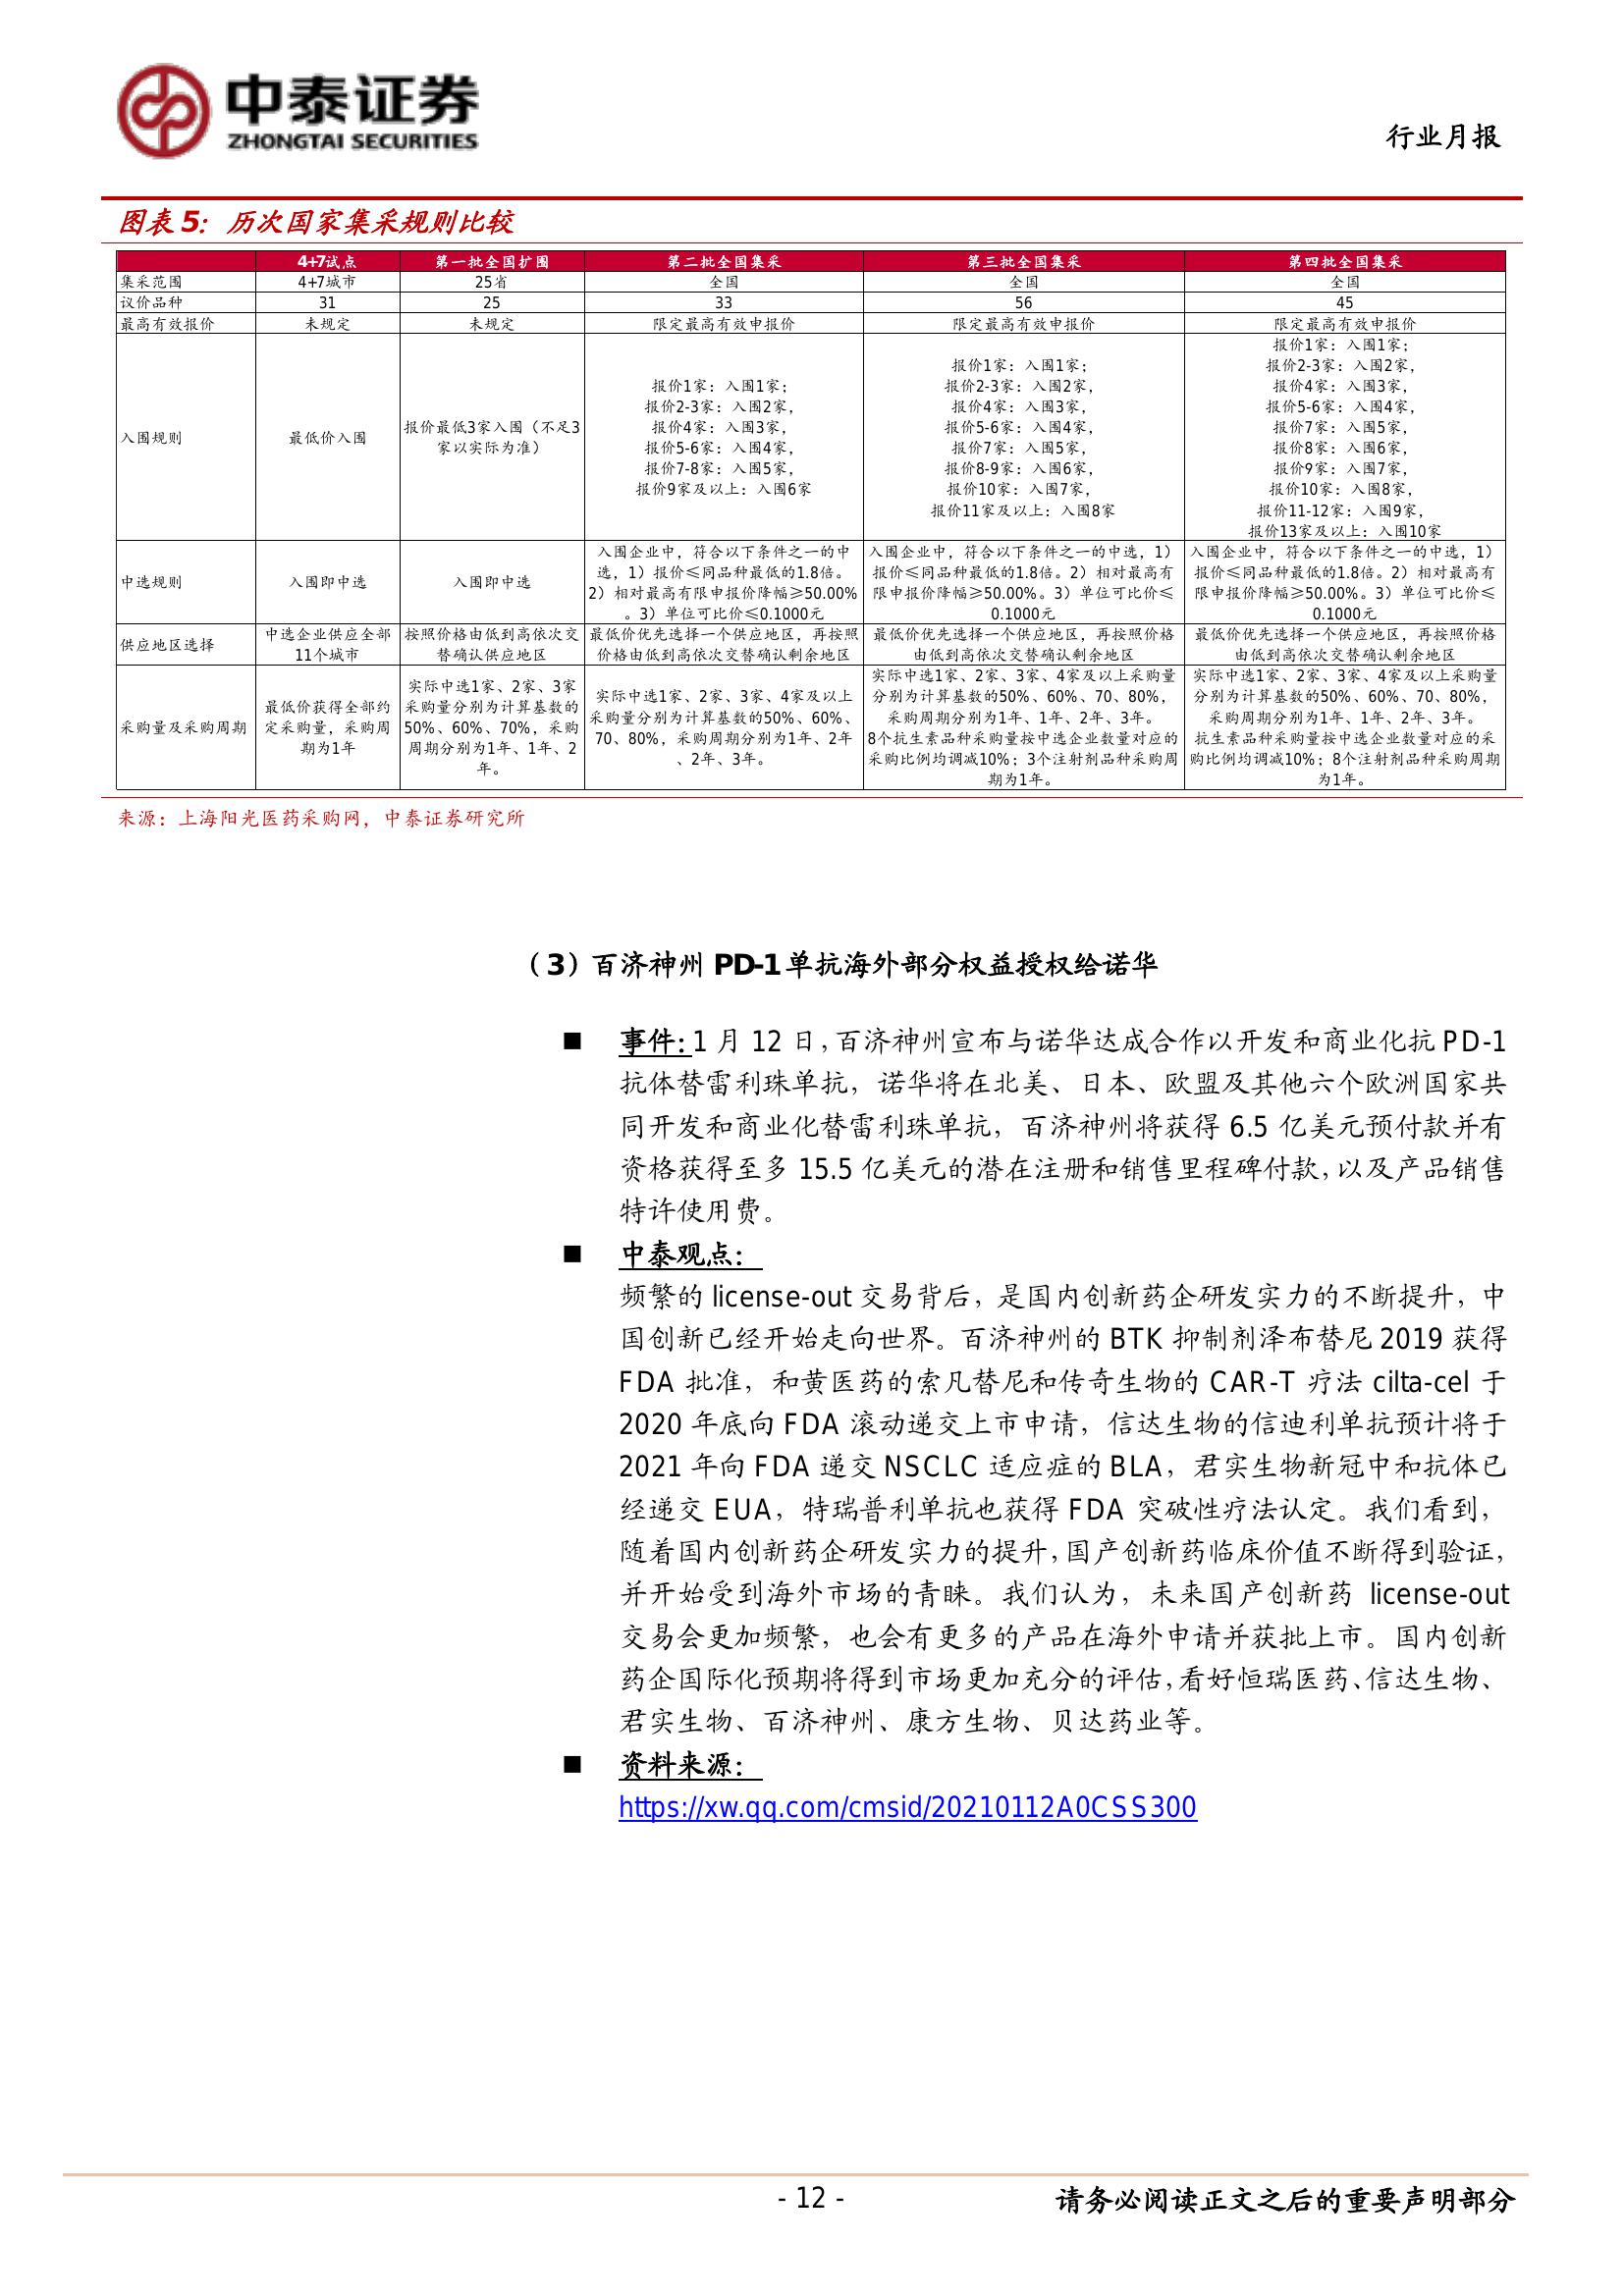 中泰证券
ZHONGTAI SECURITIES
行业月报
图表5：历次国家集采规则比较
4+7试点 第一批全国扩围 第二批全国集采 第三批全国集采 第四批全国集采
集采范围 4+7城市 25省 全国 全国 全国
议价品种 31 25 33 56 45
最高有效报价 未规定 未规定 限定最高有效申报价 限定最高有效申报价 限定最高有效申报价
入围规则
最低价入围
报价最低3家入围（不足3
家以实际为准）
报价1家：入围1家；
报价2-3家：入围2家，
报价4家：入围3家，
报价5-6家：入围4家，
报价7-8家：入围5家，
报价9家及以上：入围6家
报价1家：入围1家；
报价2-3家：入围2家，
报价4家：入围3家，
报价5-6家：入围4家，
报价7家：入围5家，
报价8-9家：入围6家，
报价10家：入围7家，
报价11家及以上：入围8家
报价1家：入围1家；
报价2-3家：入围2家，
报价4家：入围3家，
报价5-6家：入围4家，
报价7家：入围5家，
报价8家：入围6家，
报价9家：入围7家，
报价10家：入围8家，
报价11-12家：入围9家，
报价13家及以上：入围10家
中选规则
入围即中选
入围即中选
入围企业中，符合以下条件之一的中
选，1）报价≤同品种最低的1.8倍。
2）相对最高有限申报价降幅≥50.00%
。3）单位可比价≤0.1000元
入围企业中，符合以下条件之一的中选，1）
报价≤同品种最低的1.8倍。2）相对最高有
限申报价降幅≥50.00%。3）单位可比价≤
0.1000元
入围企业中，符合以下条件之一的中选，1）
报价≤同品种最低的1.8倍。2）相对最高有
限申报价降幅≥50.00%。3）单位可比价≤
0.1000元
供应地区选择
中选企业供应全部
11个城市
按照价格由低到高依次交
替确认供应地区
最低价优先选择一个供应地区，再按照
价格由低到高依次交替确认剩余地区
最低价优先选择一个供应地区，再按照价格
由低到高依次交替确认剩余地区
最低价优先选择一个供应地区，再按照价格
由低到高依次交替确认剩余地区
采购量及采购周期
最低价获得全部约
定采购量，采购周
期为1年
实际中选1家、2家、3家
采购量分别为计算基数的
50%、60%、70%，采购
周期分别为1年、1年、2
年。
实际中选1家、2家、3家、4家及以上
采购量分别为计算基数的50%、60%、
70、80%，采购周期分别为1年、2年
、2年、3年。
实际中选1家、2家、3家、4家及以上采购量
分别为计算基数的50%、60%、70、80%，
采购周期分别为1年、1年、2年、3年。
8个抗生素品种采购量按中选企业数量对应的
采购比例均调减10%；3个注射剂品种采购周
期为1年。
实际中选1家、2家、3家、4家及以上采购量
分别为计算基数的50%、60%、70、80%，
采购周期分别为1年、1年、2年、3年。
抗生素品种采购量按中选企业数量对应的采
购比例均调减10%；8个注射剂品种采购周期
为1年。
来源：上海阳光医药采购网，中泰证券研究所
（3）百济神州 PD-1 单抗海外部分权益授权给诺华
■ 事件：1 月 12 日，百济神州宣布与诺华达成合作以开发和商业化抗 PD-1
抗体替雷利珠单抗，诺华将在北美、日本、欧盟及其他六个欧洲国家共
同开发和商业化替雷利珠单抗，百济神州将获得 6.5 亿美元预付款并有
资格获得至多 15.5 亿美元的潜在注册和销售里程碑付款，以及产品销售
特许使用费。
■ 中泰观点：
频繁的 license-out 交易背后，是国内创新药企研发实力的不断提升，中
国创新已经开始走向世界。百济神州的 BTK 抑制剂泽布替尼 2019 获得
FDA 批准，和黄医药的索凡替尼和传奇生物的 CAR-T 疗法 cilta-cel 于
2020 年底向 FDA 滚动递交上市申请，信达生物的信迪利单抗预计将于
2021 年向 FDA 递交 NSCLC 适应症的 BLA，君实生物新冠中和抗体已
经递交 EUA，特瑞普利单抗也获得 FDA 突破性疗法认定。我们看到，
随着国内创新药企研发实力的提升，国产创新药临床价值不断得到验证，
并开始受到海外市场的青睐。我们认为，未来国产创新药 license-out
交易会更加频繁，也会有更多的产品在海外申请并获批上市。国内创新
药企国际化预期将得到市场更加充分的评估，看好恒瑞医药、信达生物、
君实生物、百济神州、康方生物、贝达药业等。
■ 资料来源：
https://xw.qq.com/cmsid/20210112A0CSS300
- 12 -
请务必阅读正文之后的重要声明部分